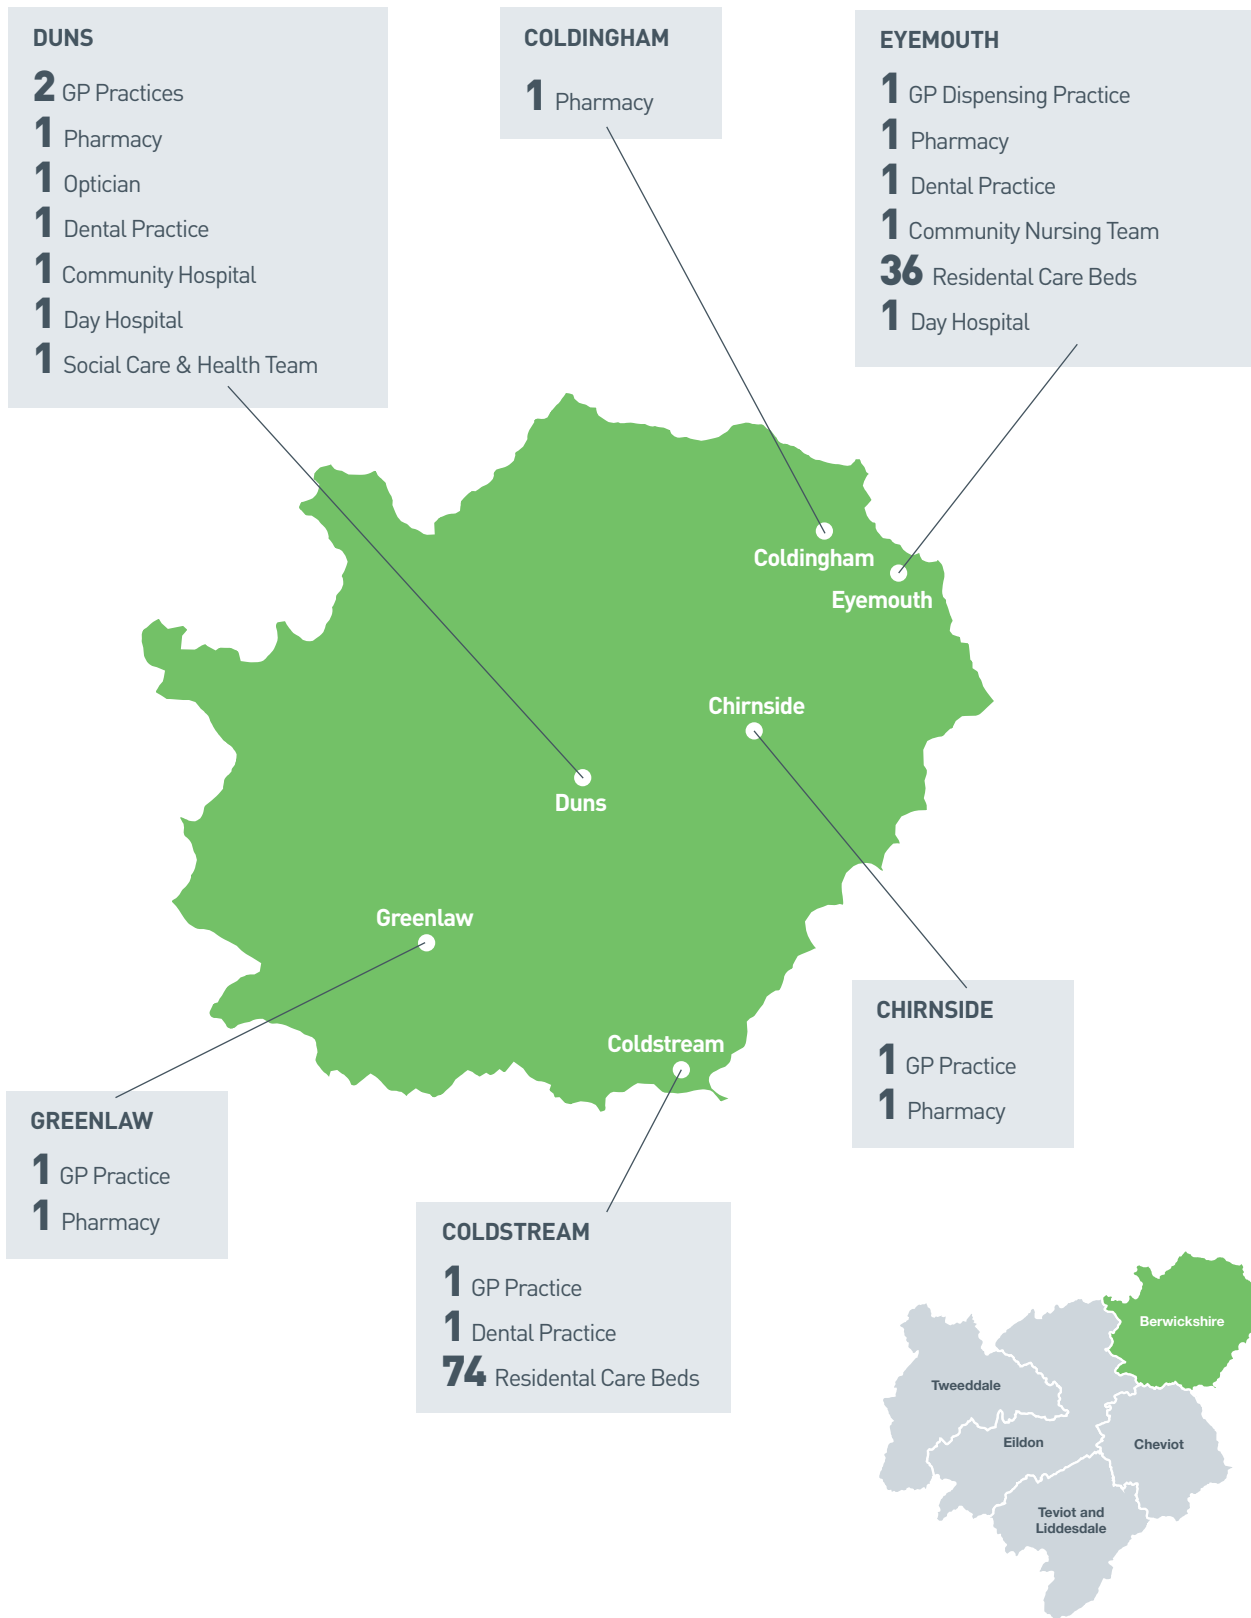 DUNS
2 GP Practices
1 Pharmacy
1 Optician
1 Dental Practice
1 Community Hospital
1 Day Hospital
1 Social Care & Health Team
COLDINGHAM
1 Pharmacy
EYEMOUTH
1 GP Dispensing Practice
1 Pharmacy
1 Dental Practice
1 Community Nursing Team
36 Residental Care Beds
1 Day Hospital
Coldingham
Eyemouth
Chirnside
Duns
Greenlaw
Coldstream
CHIRNSIDE
1 GP Practice
1 Pharmacy
GREENLAW
1 GP Practice
1 Pharmacy
COLDSTREAM
1 GP Practice
1 Dental Practice
74 Residental Care Beds
Berwickshire
Tweeddale
Eildon
Cheviot
Teviot and
Liddesdale